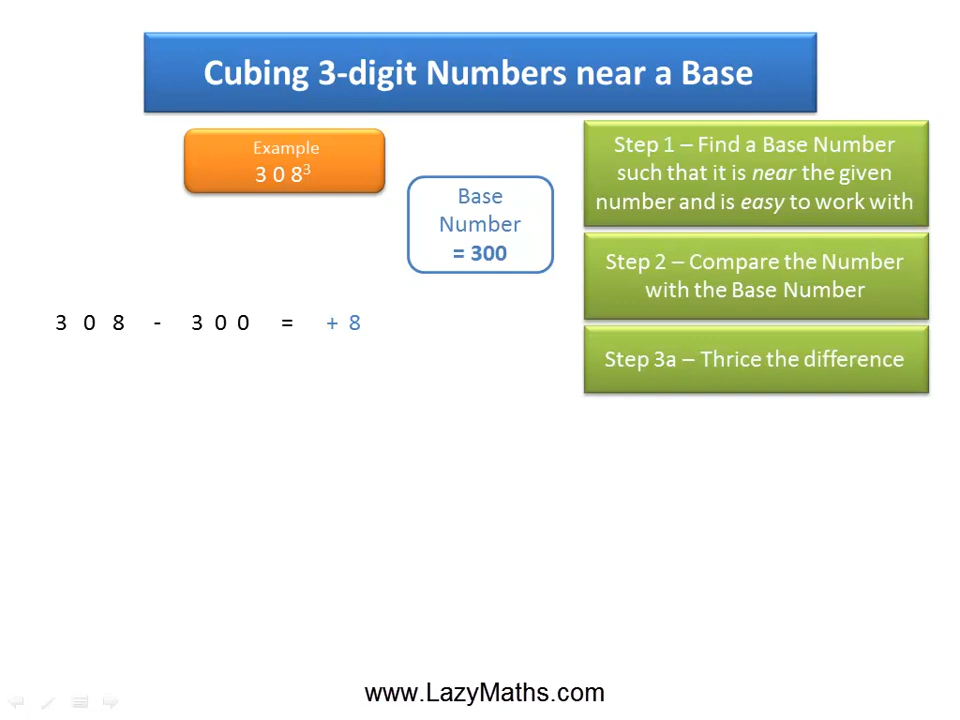 Cubing 3-digit Numbers near a Base
Example
3 0 8³
Base
Number
= 300
Step 1 – Find a Base Number
such that it is near the given
number and is easy to work with
Step 2 – Compare the Number
with the Base Number
3 0 8 - 3 0 0 = + 8
Step 3a – Thrice the difference
www.LazyMaths.com